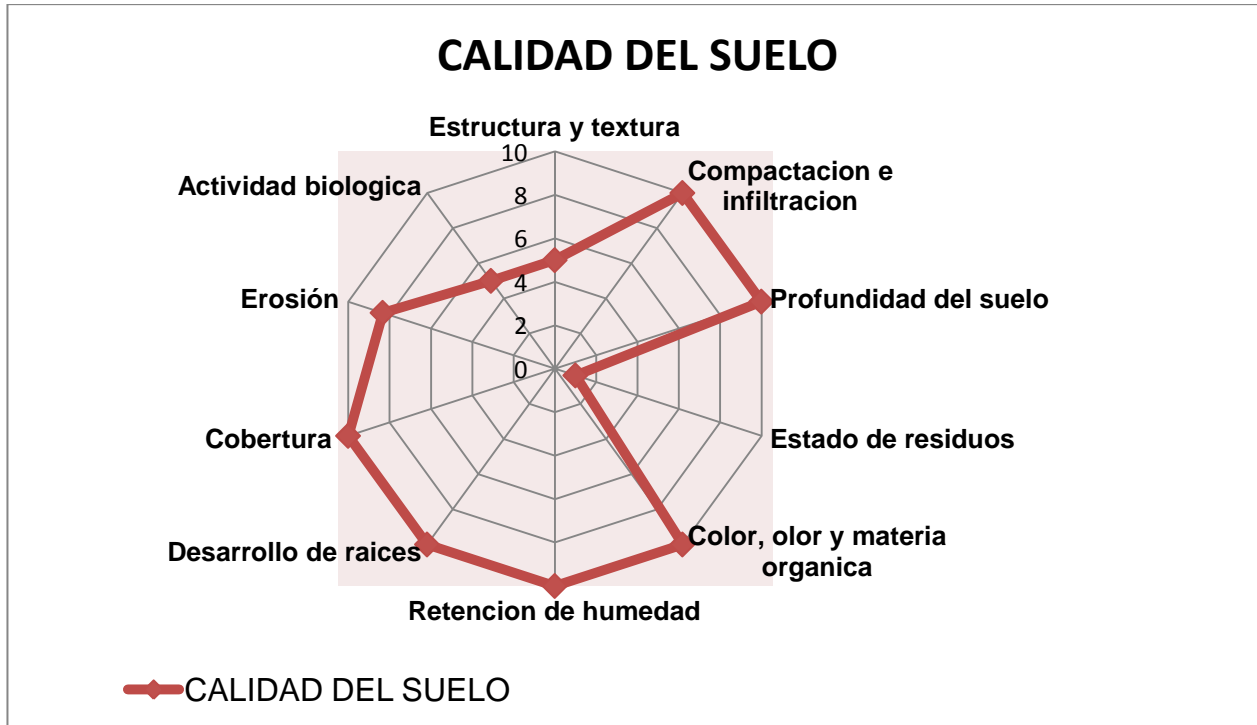 CALIDAD DEL SUELO
Estructura y textura
Compactacion e
infiltracion
Profundidad del suelo
Estado de residuos
Color, olor y materia
organica
Retencion de humedad
Desarrollo de raices
Cobertura
Erosión
Actividad biologica
10
8
6
4
2
0
CALIDAD DEL SUELO